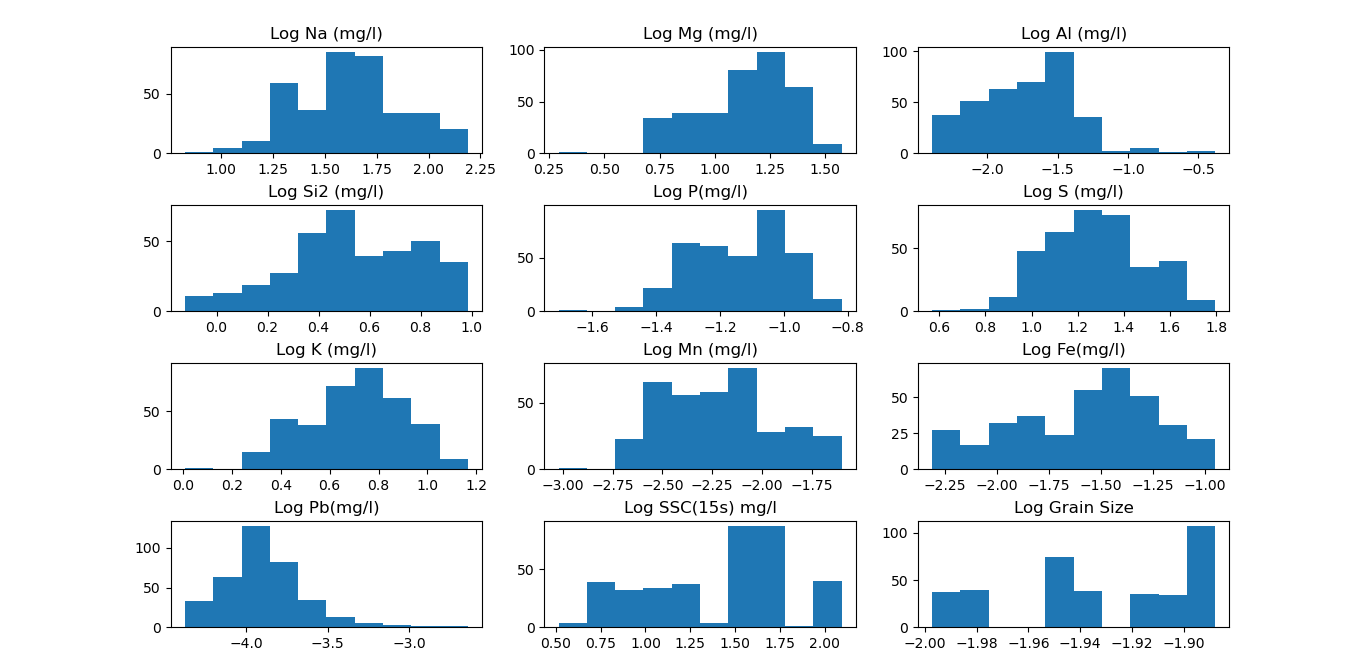 Log Na (mg/l) Log Mg (mg/l) Log Al (mg/l)
50
0
1.00 1.25 1.50 1.75 2.00 2.25
100
50
0
0.25 0.50 0.75 1.00 1.25 1.50
100
50
0
−2.0 −1.5 −1.0 −0.5
Log Si2 (mg/l) Log P(mg/l) Log S (mg/l)
50
0
0.0 0.2 0.4 0.6 0.8 1.0
50
0
−1.6 −1.4 −1.2 −1.0 −0.8
50
0
0.6 0.8 1.0 1.2 1.4 1.6 1.8
Log K (mg/l) Log Mn (mg/l) Log Fe(mg/l)
50
0
0.0 0.2 0.4 0.6 0.8 1.0 1.2
50
0
−3.00 −2.75 −2.50 −2.25 −2.00 −1.75
50
25
0
−2.25 −2.00 −1.75 −1.50 −1.25 −1.00
Log Pb(mg/l) Log SSC(15s) mg/l Log Grain Size
100
50
0
−4.0 −3.5 −3.0
50
0
0.50 0.75 1.00 1.25 1.50 1.75 2.00
100
50
0
−2.00 −1.98 −1.96 −1.94 −1.92 −1.90